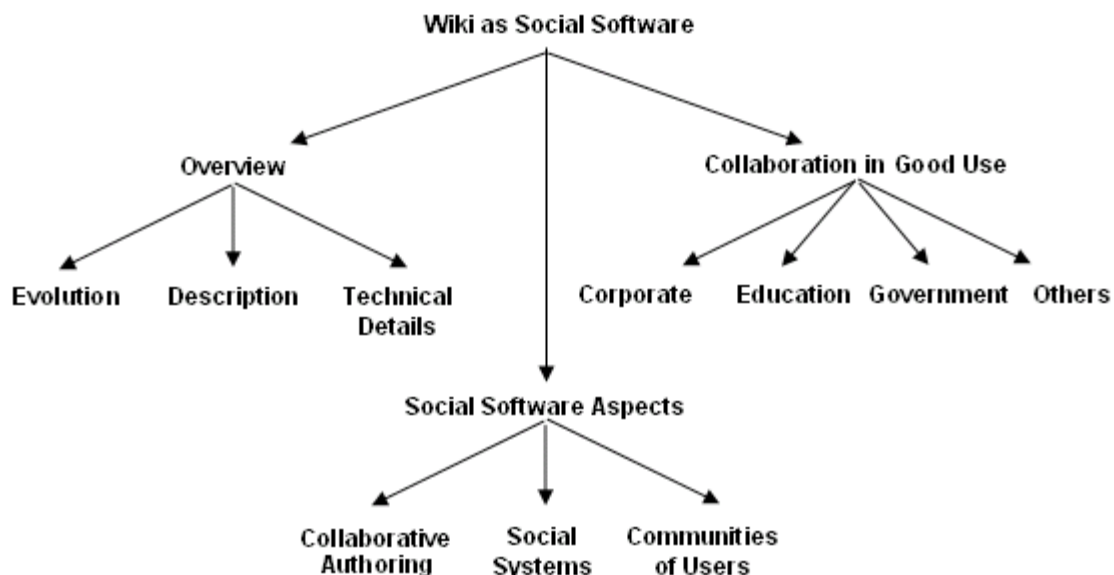 Wiki as Social Software
Overview
Collaboration in Good Use
Evolution
Description
Technical
Details
Corporate
Education
Government
Others
Social Software Aspects
Collaborative
Authoring
Social
Systems
Communities
of Users